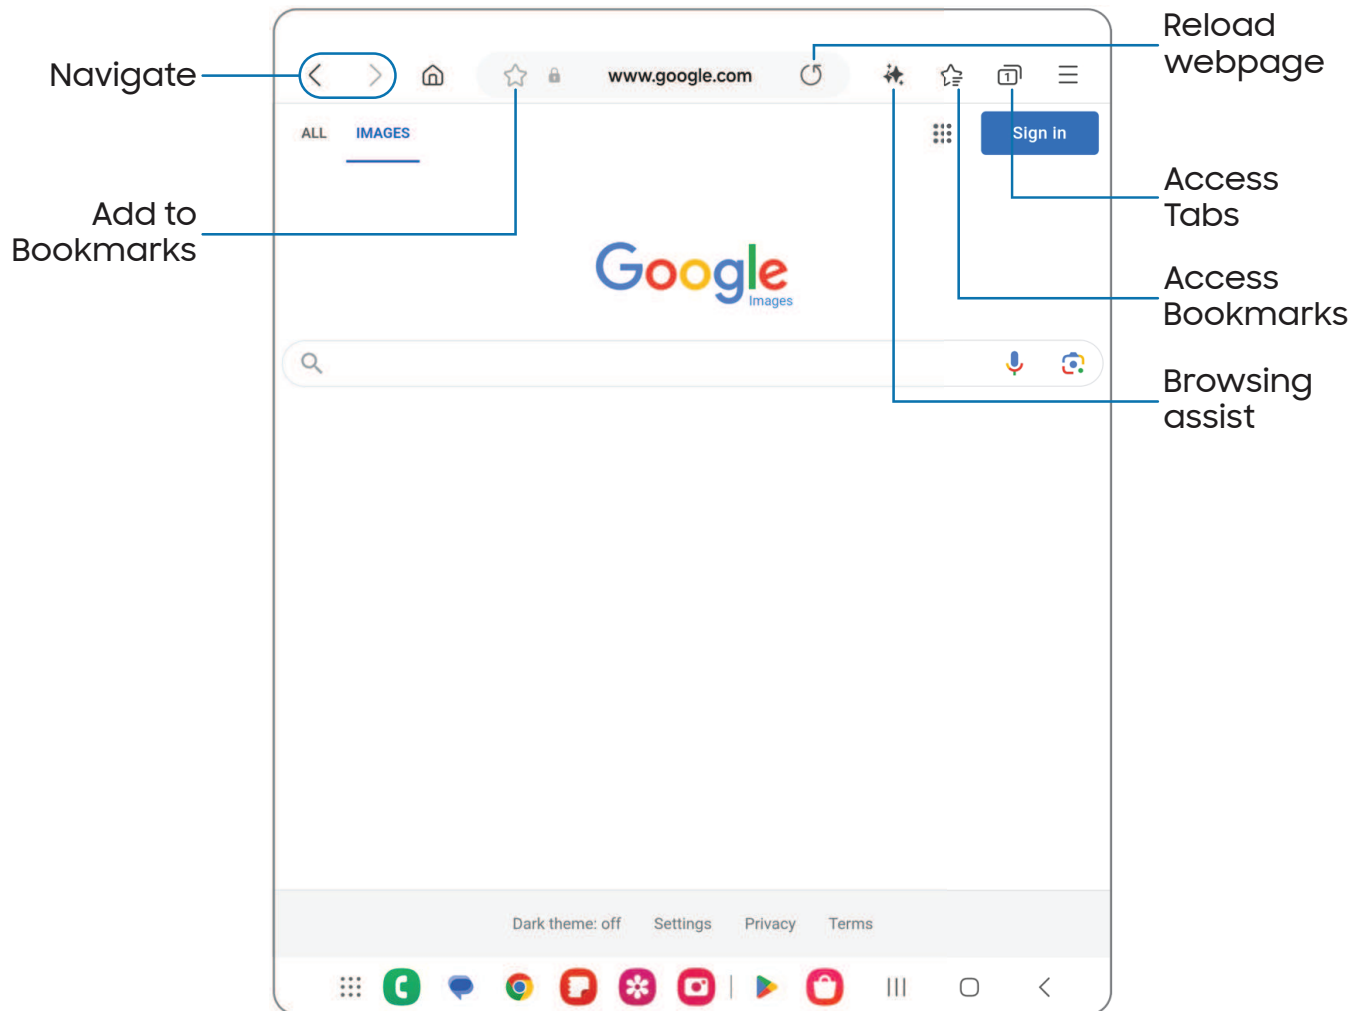 Reload
webpage
Navigate
www.google.com
1
ALL IMAGES
Sign in
Access
Tabs
Add to
Bookmarks
Google
Images
Access
Bookmarks
Browsing
assist
Dark theme: off Settings Privacy Terms